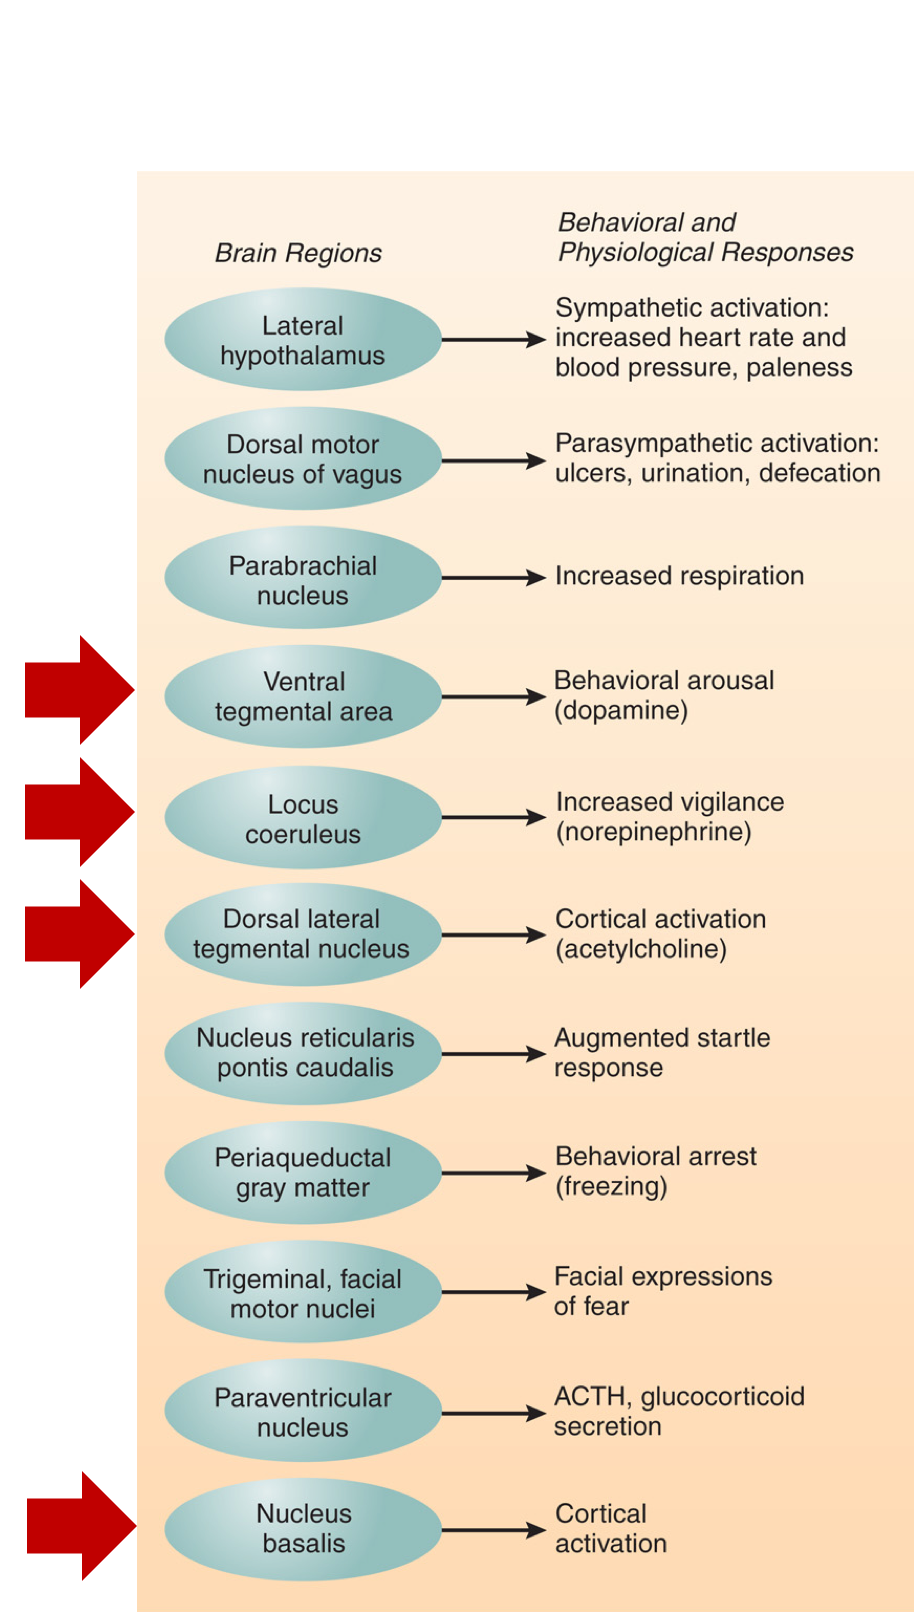 Brain Regions
Behavioral and
Physiological Responses
Lateral
hypothalamus
Sympathetic activation:
increased heart rate and
blood pressure, paleness
Dorsal motor
nucleus of vagus
Parasympathetic activation:
ulcers, urination, defecation
Parabrachial
nucleus
Increased respiration
Ventral
tegmental area
Behavioral arousal
(dopamine)
Locus
coeruleus
Increased vigilance
(norepinephrine)
Dorsal lateral
tegmental nucleus
Cortical activation
(acetylcholine)
Nucleus reticularis
pontis caudalis
Augmented startle
response
Periaqueductal
gray matter
Behavioral arrest
(freezing)
Trigeminal, facial
motor nuclei
Facial expressions
of fear
Paraventricular
nucleus
ACTH, glucocorticoid
secretion
Nucleus
basalis
Cortical
activation